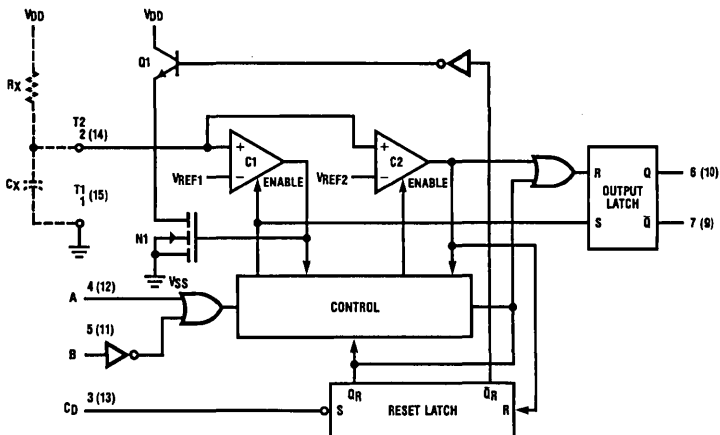 VDD
VDD
Q1
RX
T2
2 (14)
CX
T1
1 (15)
+
C1
−
VREF1
ENABLE
+
C2
−
VREF2
ENABLE
R
Q
6 (10)
OUTPUT
LATCH
S
Q̄
7 (9)
N1
VSS
A
4 (12)
CONTROL
5 (11)
B
CD
3 (13)
S
QR
RESET LATCH
Q̄R
R